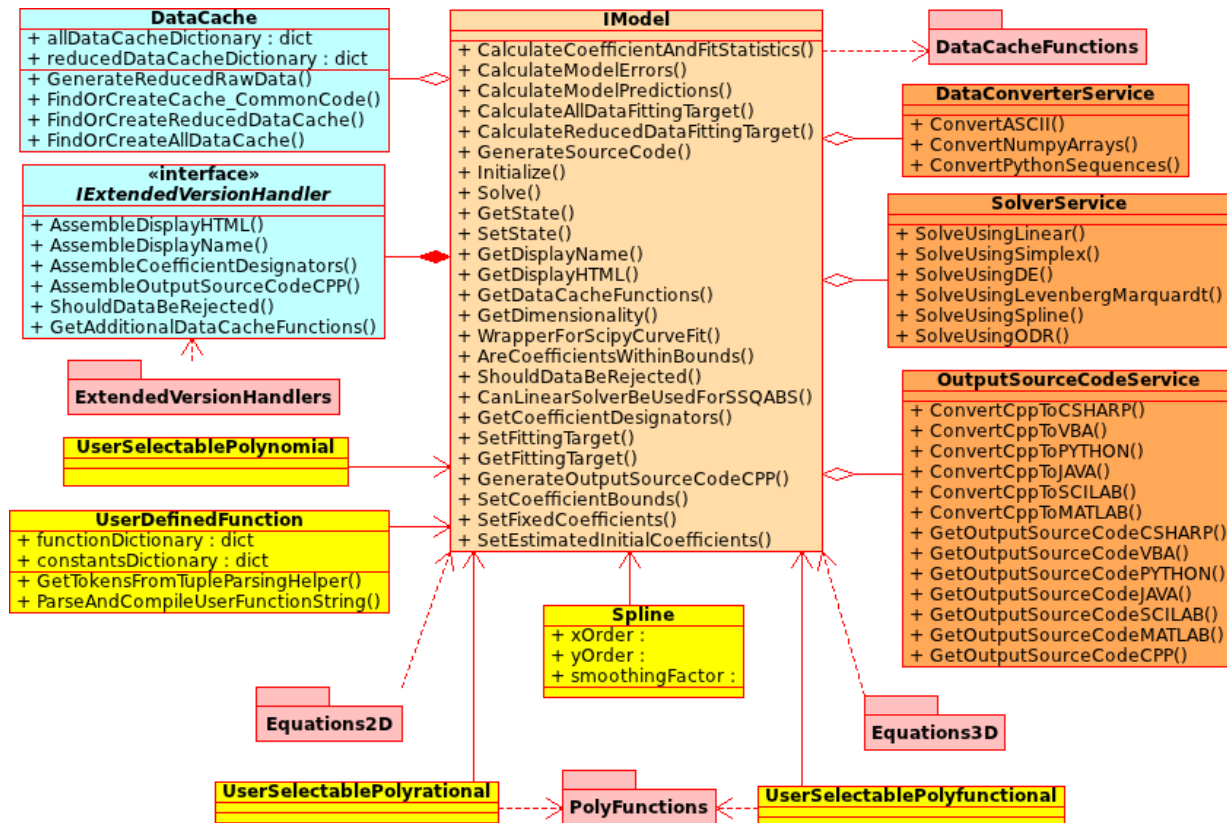 DataCache
+ allDataCacheDictionary : dict
+ reducedDataCacheDictionary : dict
+ GenerateReducedRawData()
+ FindOrCreateCache_CommonCode()
+ FindOrCreateReducedDataCache()
+ FindOrCreateAllDataCache()
«interface»
IExtendedVersionHandler
+ AssembleDisplayHTML()
+ AssembleDisplayName()
+ AssembleCoefficientDesignators()
+ AssembleOutputSourceCodeCPP()
+ ShouldDataBeRejected()
+ GetAdditionalDataCacheFunctions()
ExtendedVersionHandlers
UserSelectablePolynomial
UserDefinedFunction
+ functionDictionary : dict
+ constantsDictionary : dict
+ GetTokensFromTupleParsingHelper()
+ ParseAndCompileUserFunctionString()
IModel
+ CalculateCoefficientAndFitStatistics()
+ CalculateModelErrors()
+ CalculateModelPredictions()
+ CalculateAllDataFittingTarget()
+ CalculateReducedDataFittingTarget()
+ GenerateSourceCode()
+ Initialize()
+ Solve()
+ GetState()
+ SetState()
+ GetDisplayName()
+ GetDisplayHTML()
+ GetDataCacheFunctions()
+ GetDimensionality()
+ WrapperForScipyCurveFit()
+ AreCoefficientsWithinBounds()
+ ShouldDataBeRejected()
+ CanLinearSolverBeUsedForSSQABS()
+ GetCoefficientDesignators()
+ SetFittingTarget()
+ GetFittingTarget()
+ GenerateOutputSourceCodeCPP()
+ SetCoefficientBounds()
+ SetFixedCoefficients()
+ SetEstimatedInitialCoefficients()
DataCacheFunctions
DataConverterService
+ ConvertASCII()
+ ConvertNumpyArrays()
+ ConvertPythonSequences()
SolverService
+ SolveUsingLinear()
+ SolveUsingSimplex()
+ SolveUsingDE()
+ SolveUsingLevenbergMarquardt()
+ SolveUsingSpline()
+ SolveUsingODR()
OutputSourceCodeService
+ ConvertCppToCSHARP()
+ ConvertCppToVBA()
+ ConvertCppToPYTHON()
+ ConvertCppToJAVA()
+ ConvertCppToSCILAB()
+ ConvertCppToMATLAB()
+ GetOutputSourceCodeCSHARP()
+ GetOutputSourceCodeVBA()
+ GetOutputSourceCodePYTHON()
+ GetOutputSourceCodeJAVA()
+ GetOutputSourceCodeSCILAB()
+ GetOutputSourceCodeMATLAB()
+ GetOutputSourceCodeCPP()
Spline
+ xOrder :
+ yOrder :
+ smoothingFactor :
Equations2D
Equations3D
UserSelectablePolyrational
PolyFunctions
UserSelectablePolyfunctional